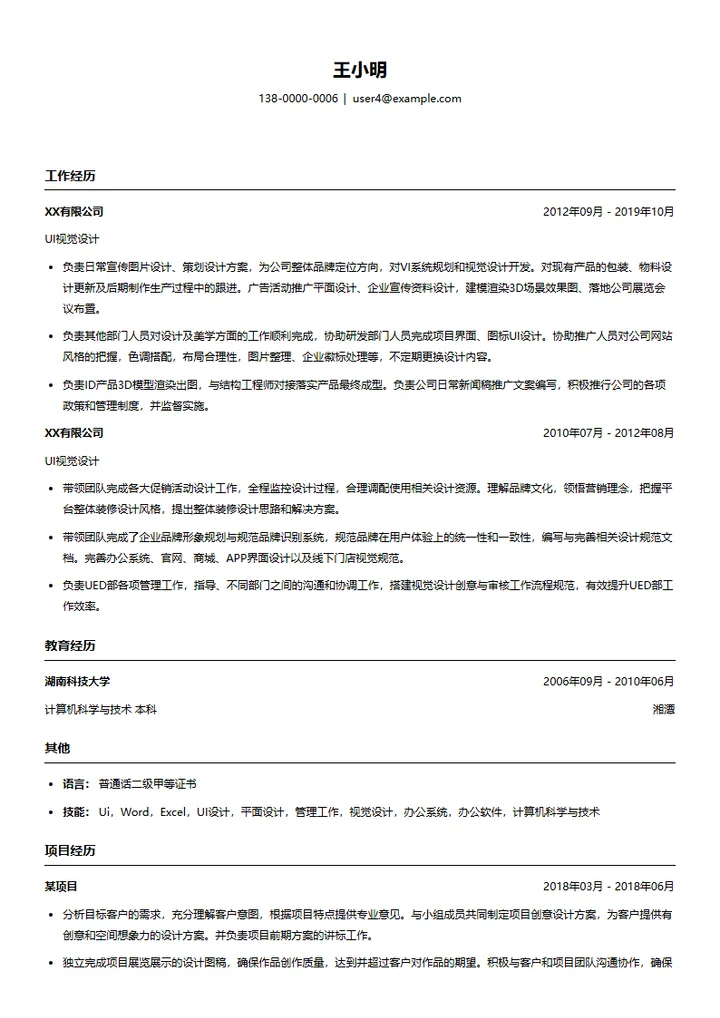 王小明
138-0000-0006 | user4@example.com
工作经历
XX有限公司 2012年09月 - 2019年10月
UI视觉设计
• 负责日常宣传图片设计、策划设计方案，为公司整体品牌定位方向，对VI系统规划和视觉设计开发。对现有产品的包装、物料设
计更新及后期制作生产过程中的跟进。广告活动推广平面设计、企业宣传资料设计，建模渲染3D场景效果图、落地公司展览会
议布置。
• 负责其他部门人员对设计及美学方面的工作顺利完成，协助研发部门人员完成项目界面、图标UI设计。协助推广人员对公司网站
风格的把握，色调搭配，布局合理性，图片整理、企业徽标处理等，不定期更换设计内容。
• 负责ID产品3D模型渲染出图，与结构工程师对接落实产品最终成型。负责公司日常新闻稿推广文案编写，积极推行公司的各项
政策和管理制度，并监督实施。
XX有限公司 2010年07月 - 2012年08月
UI视觉设计
• 带领团队完成各大促销活动设计工作，全程监控设计过程，合理调配使用相关设计资源。理解品牌文化，领悟营销理念，把握平
台整体装修设计风格，提出整体装修设计思路和解决方案。
• 带领团队完成了企业品牌形象规划与规范品牌识别系统，规范品牌在用户体验上的统一性和一致性，编写与完善相关设计规范文
档。完善办公系统、官网、商城、APP界面设计以及线下门店视觉规范。
• 负责UED部各项管理工作，指导、不同部门之间的沟通和协调工作，搭建视觉设计创意与审核工作流程规范，有效提升UED部工
作效率。
教育经历
湖南科技大学 2006年09月 - 2010年06月
计算机科学与技术 本科 湘潭
其他
• 语言： 普通话二级甲等证书
• 技能： Ui，Word，Excel，UI设计，平面设计，管理工作，视觉设计，办公系统，办公软件，计算机科学与技术
项目经历
某项目 2018年03月 - 2018年06月
• 分析目标客户的需求，充分理解客户意图，根据项目特点提供专业意见。与小组成员共同制定项目创意设计方案，为客户提供有
创意和空间想象力的设计方案。并负责项目前期方案的讲标工作。
• 独立完成项目展览展示的设计图稿，确保作品创作质量，达到并超过客户对作品的期望。积极与客户和项目团队沟通协作，确保